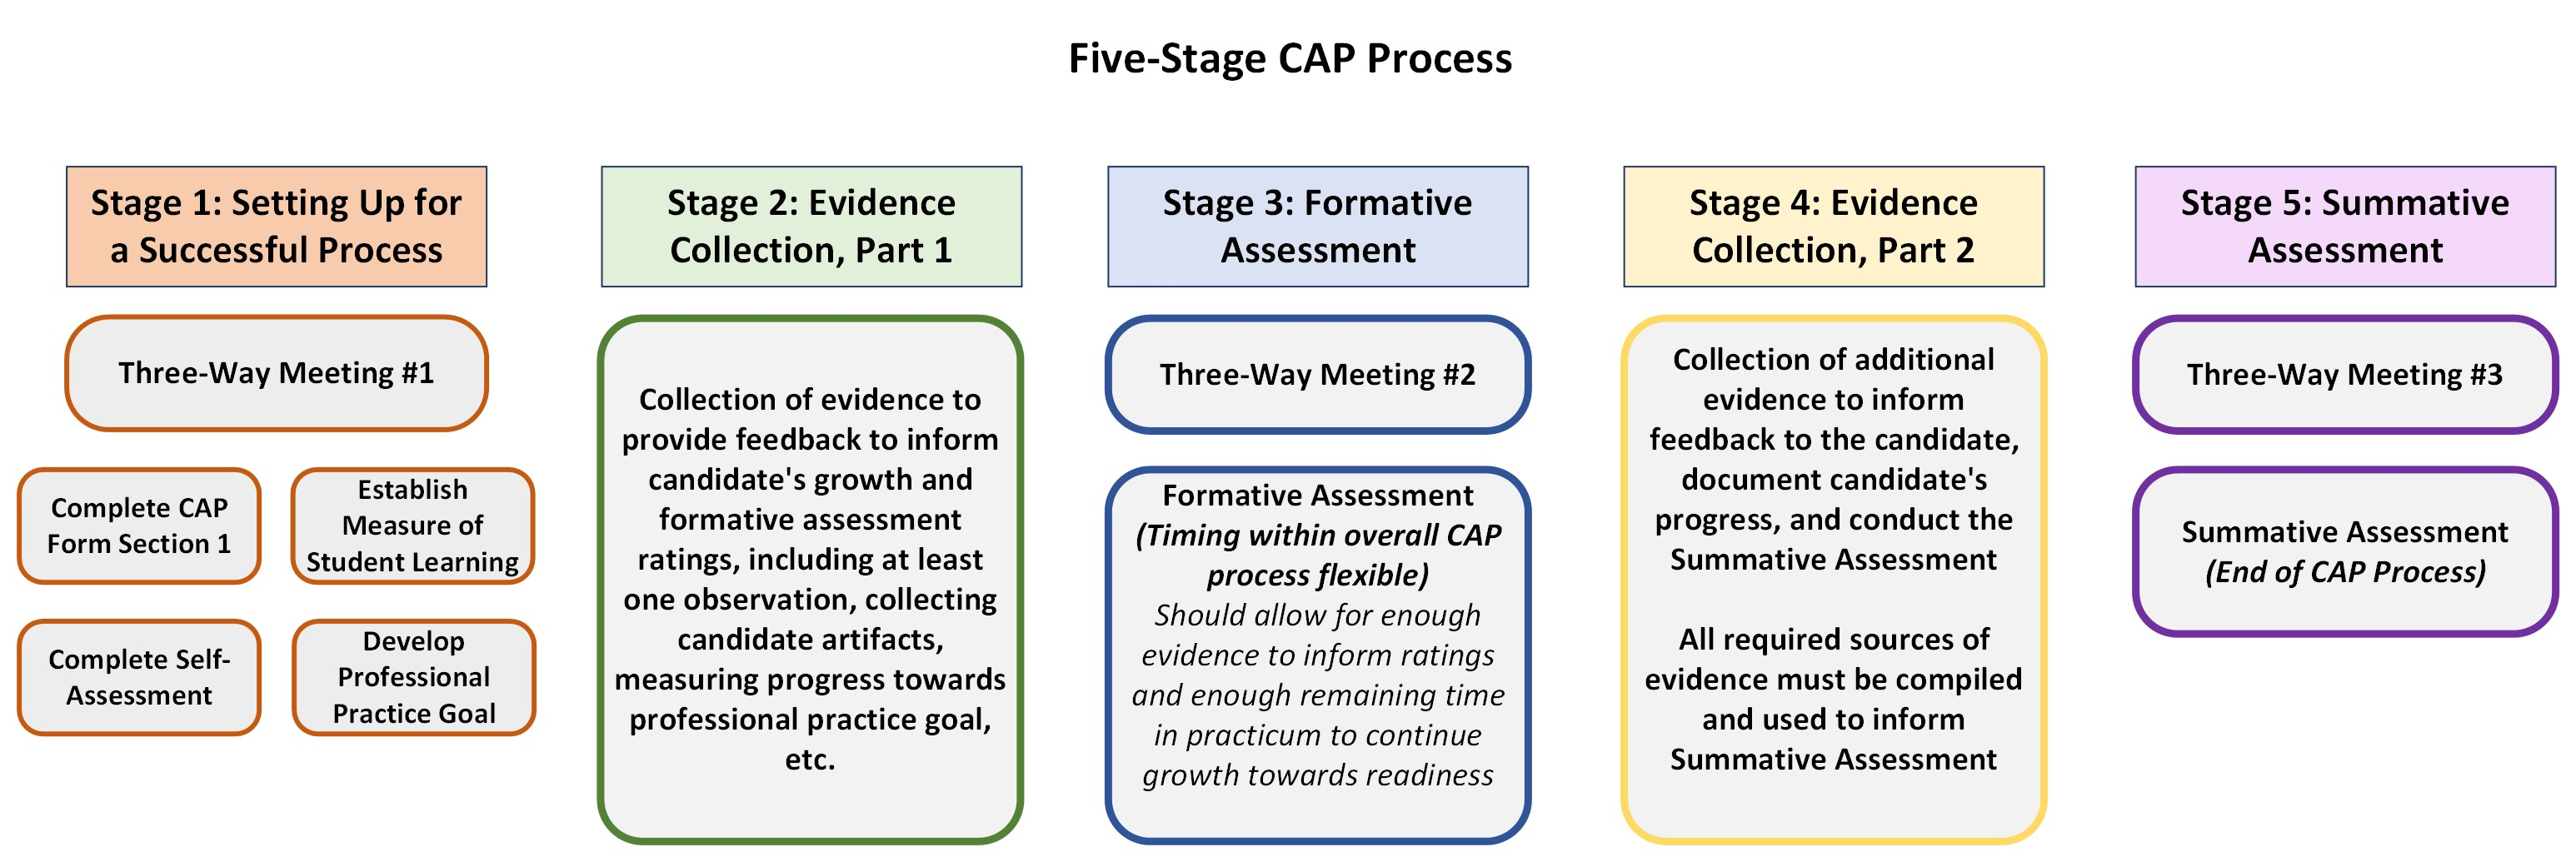 Five-Stage CAP Process
Stage 1: Setting Up for
a Successful Process
Three-Way Meeting #1
Complete CAP
Form Section 1
Establish
Measure of
Student Learning
Complete Self-
Assessment
Develop
Professional
Practice Goal
Stage 2: Evidence
Collection, Part 1
Collection of evidence to
provide feedback to inform
candidate's growth and
formative assessment
ratings, including at least
one observation, collecting
candidate artifacts,
measuring progress towards
professional practice goal,
etc.
Stage 3: Formative
Assessment
Three-Way Meeting #2
Formative Assessment
(Timing within overall CAP
process flexible)
Should allow for enough
evidence to inform ratings
and enough remaining time
in practicum to continue
growth towards readiness
Stage 4: Evidence
Collection, Part 2
Collection of additional
evidence to inform
feedback to the candidate,
document candidate's
progress, and conduct the
Summative Assessment
All required sources of
evidence must be compiled
and used to inform
Summative Assessment
Stage 5: Summative
Assessment
Three-Way Meeting #3
Summative Assessment
(End of CAP Process)